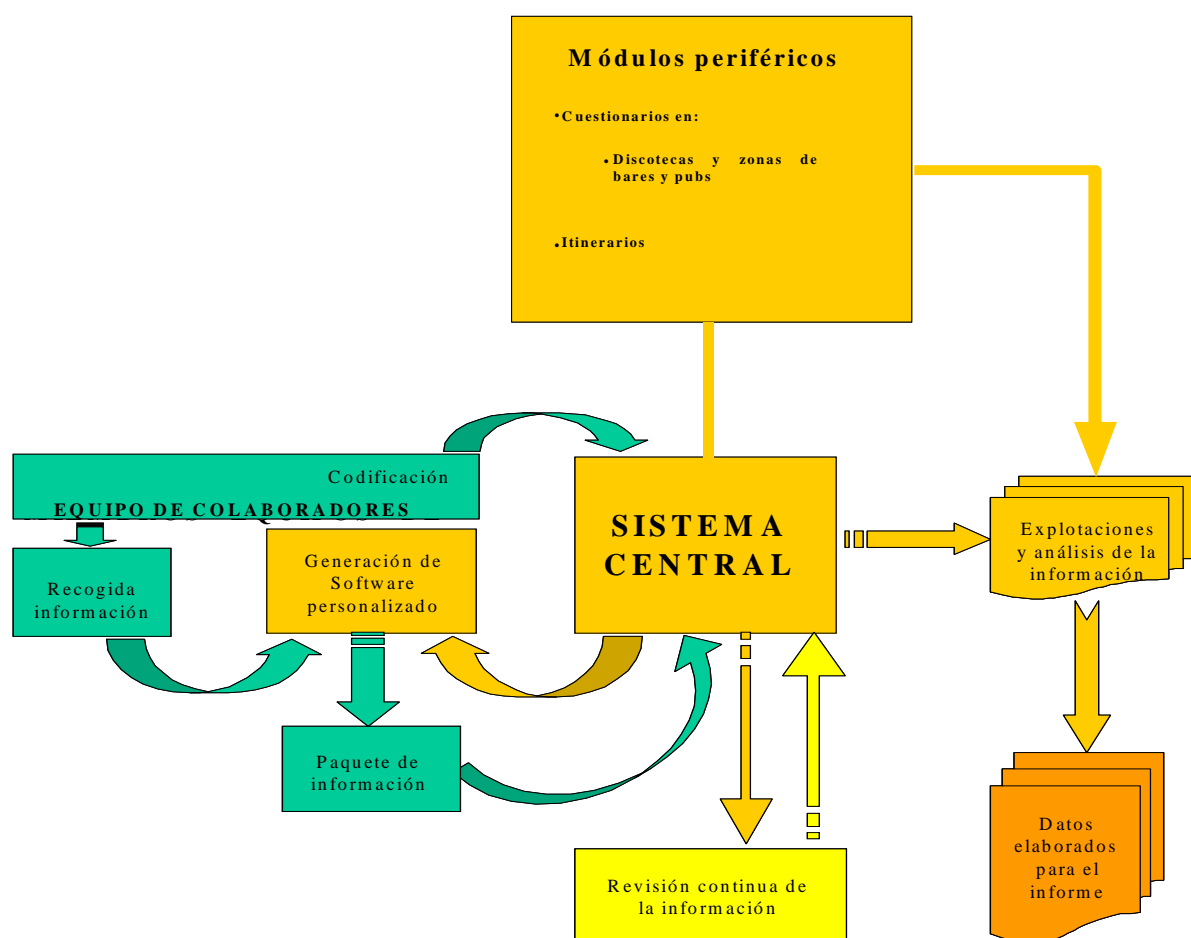 Módulos periféricos
•Cuestionarios en:
•Discotecas y zonas de
bares y pubs
•Itinerarios
Codificación
EQUIPO DE COLABORADORES
SISTEMA
CENTRAL
Explotaciones
y análisis de la
información
Generación de
Software
personalizado
Recogida
información
Paquete de
información
Datos
elaborados
para el
informe
Revisión continua de
la información